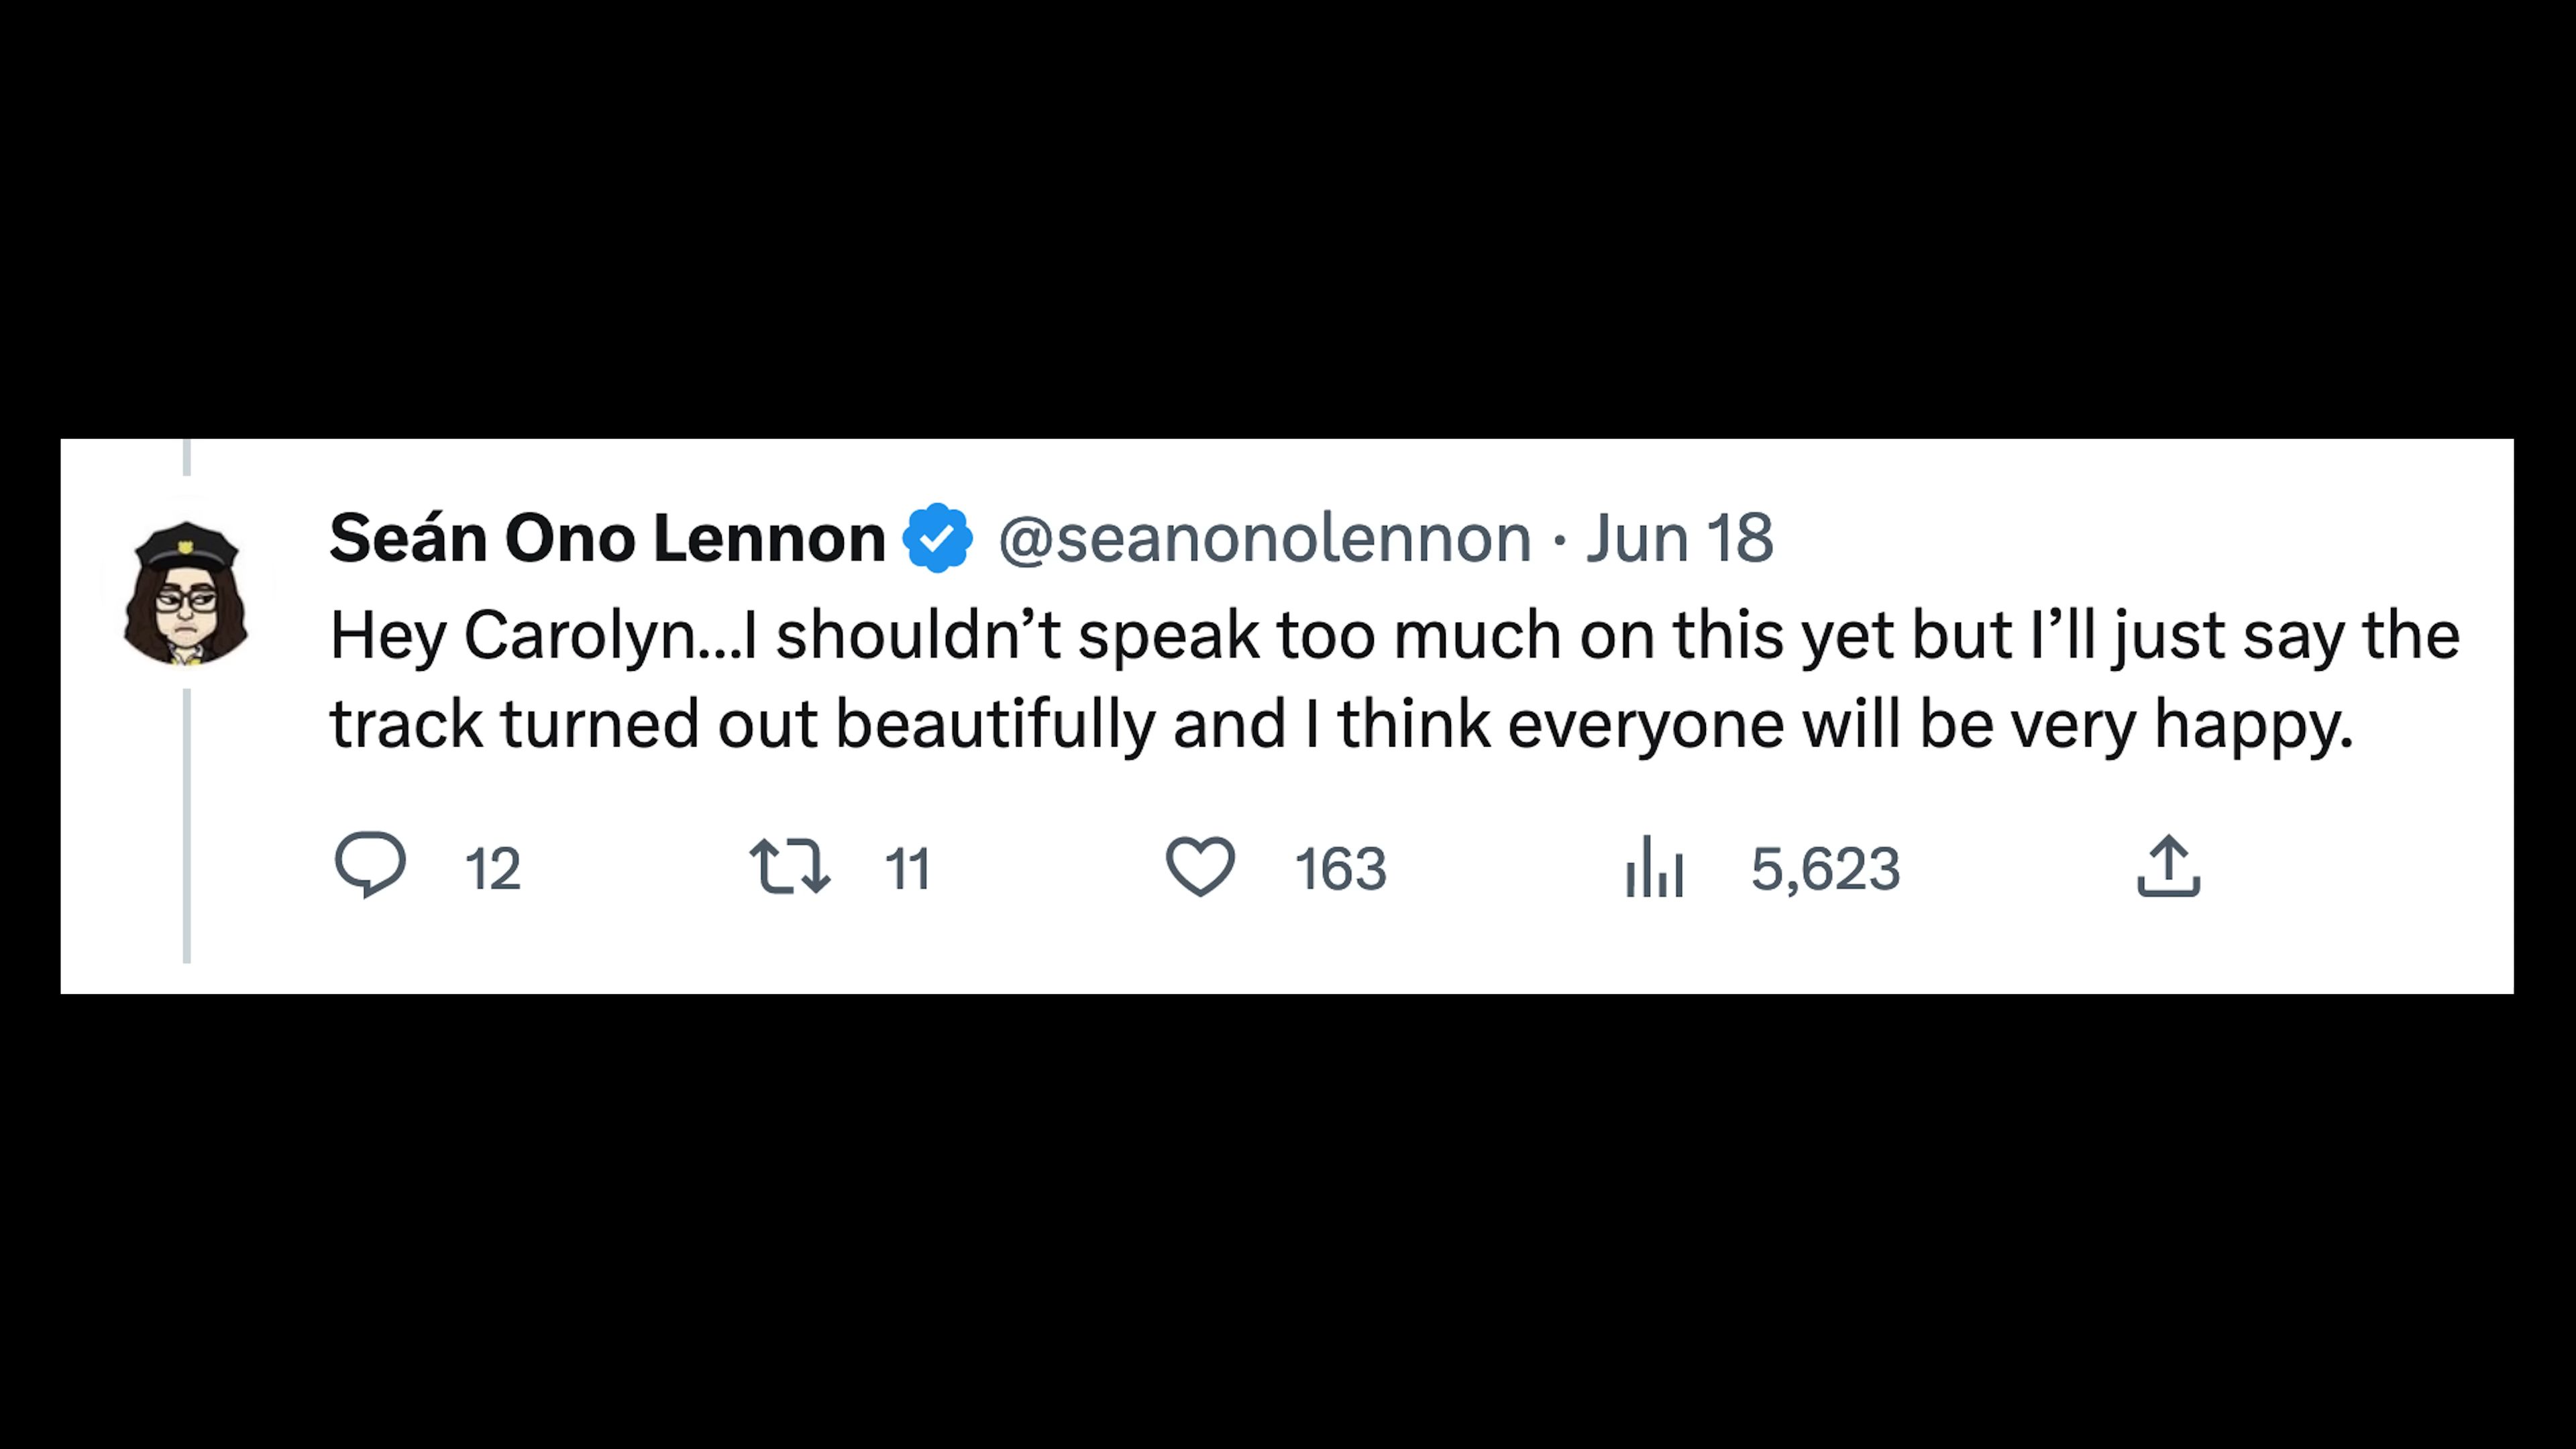 Seán Ono Lennon @seanonolennon · Jun 18
Hey Carolyn...I shouldn’t speak too much on this yet but I’ll just say the
track turned out beautifully and I think everyone will be very happy.
12 11 163 5,623